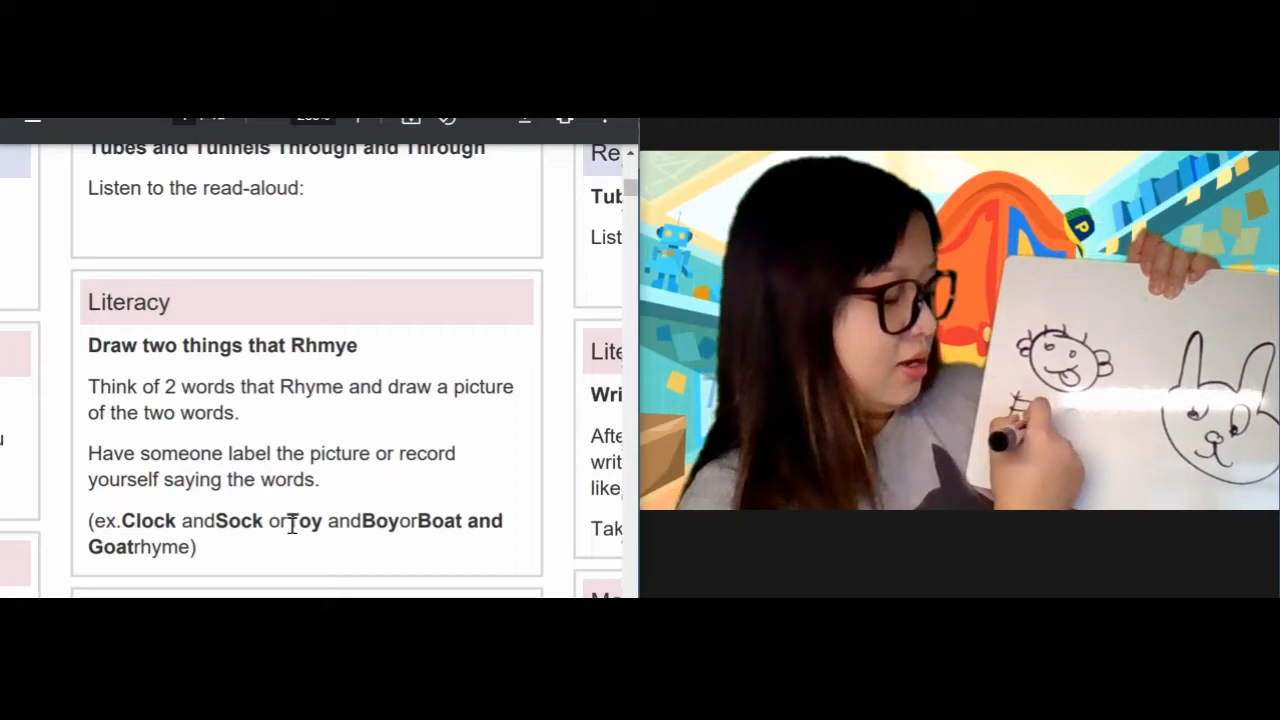 Tubes and Tunnels Through and Through
Listen to the read-aloud:
Literacy
Draw two things that Rhmye
Think of 2 words that Rhyme and draw a picture
of the two words.
Have someone label the picture or record
yourself saying the words.
(ex.Clock andSock orToy andBoyorBoat and
Goatrhyme)
Re
Tub
List
Lite
Wri
Afte
writ
like
Tak
P